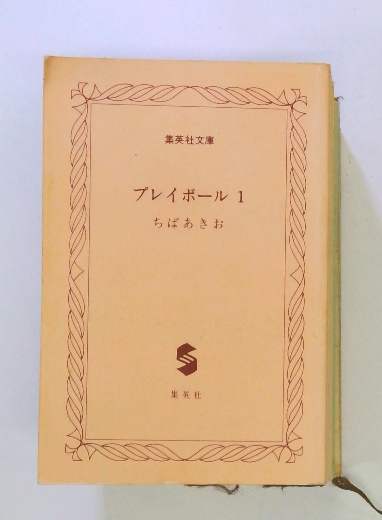 集英社文庫
プレイボール 1
ちばあきお
集英社